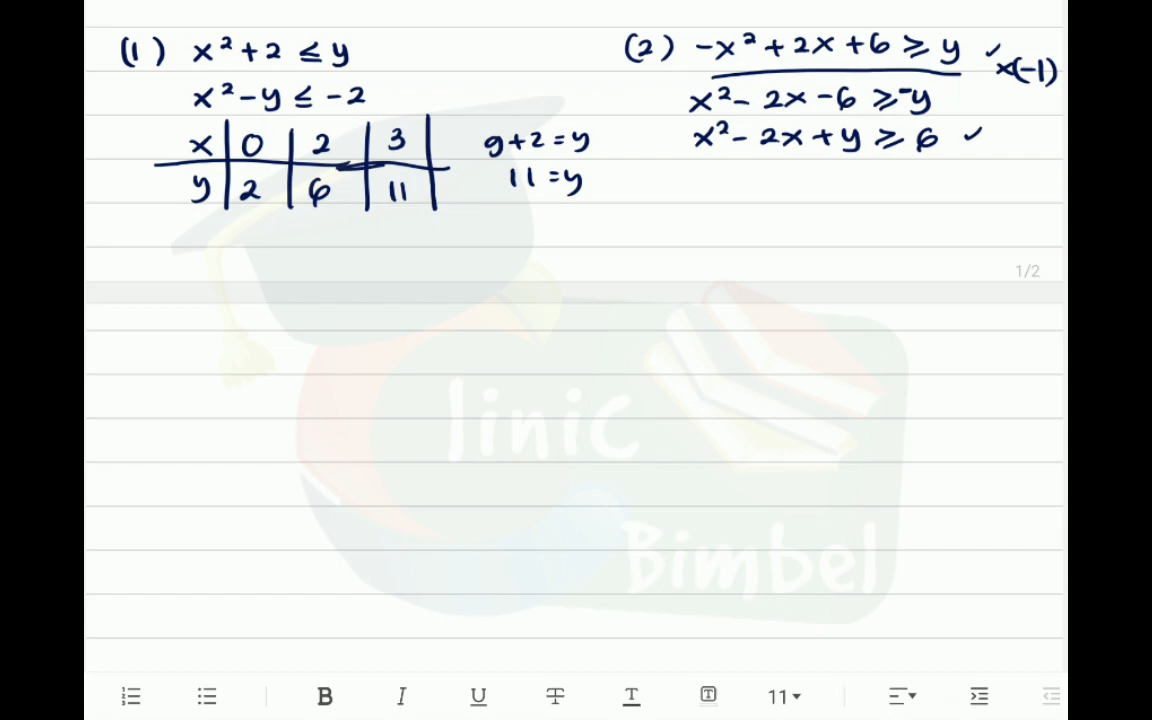 (1) x² + 2 ≤ y
x² - y ≤ -2
x | 0 | 2 | 3
y | 2 | 6 | 11
9 + 2 = y
11 = y
(2) -x² + 2x + 6 ≥ y ✓ x(-1)
x² - 2x - 6 ≥ -y
x² - 2x + y ≥ 6 ✓
1/2
linic
Bimbel
B I U T T T 11